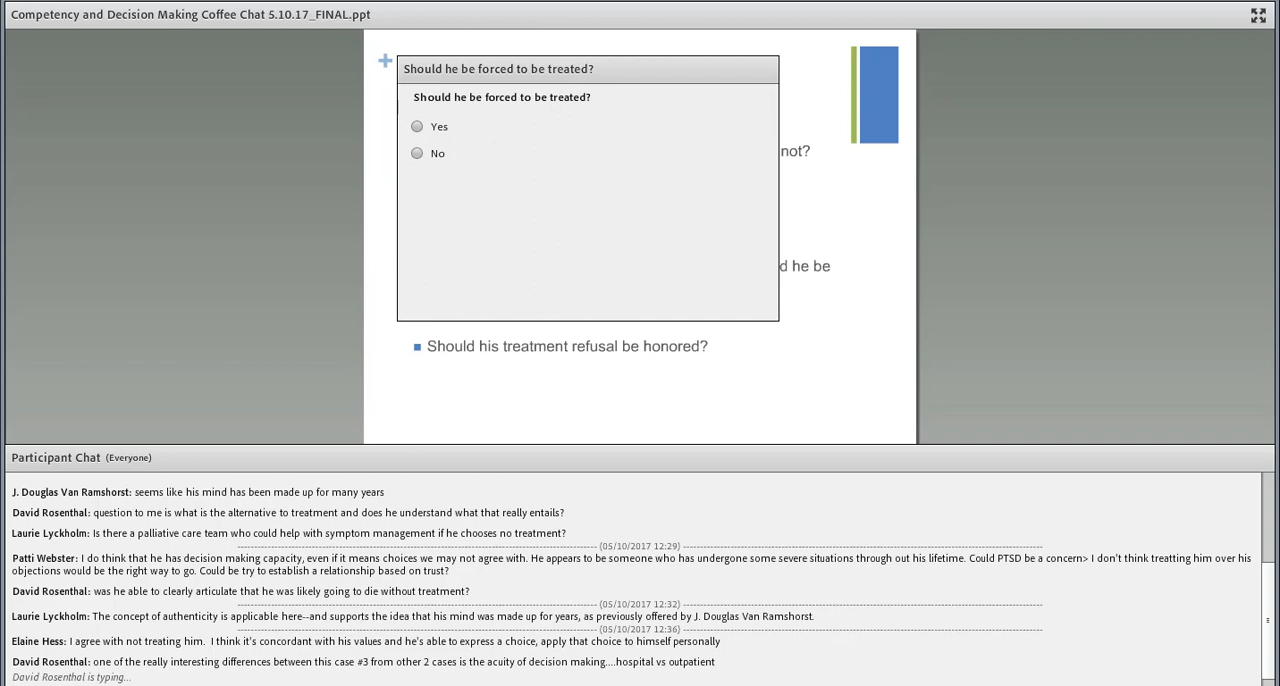 Competency and Decision Making Coffee Chat 5.10.17_FINAL.ppt
Should he be forced to be treated?
Should he be forced to be treated?
Yes
not?
No
d he be
Should his treatment refusal be honored?
Participant Chat (Everyone)
J. Douglas Van Ramshorst: seems like his mind has been made up for many years
David Rosenthal: question to me is what is the alternative to treatment and does he understand what that really entails?
Laurie Lyckholm: Is there a palliative care team who could help with symptom management if he chooses no treatment?
(05/10/2017 12:29)
Patti Webster: I do think that he has decision making capacity, even if it means choices we may not agree with. He appears to be someone who has undergone some severe situations through out his lifetime. Could PTSD be a concern> I don't think treatting him over his
objections would be the right way to go. Could be try to establish a relationship based on trust?
David Rosenthal: was he able to clearly articulate that he was likely going to die without treatment?
(05/10/2017 12:32)
Laurie Lyckholm: The concept of authenticity is applicable here--and supports the idea that his mind was made up for years, as previously offered by J. Douglas Van Ramshorst.
(05/10/2017 12:36)
Elaine Hess: I agree with not treating him.  I think it's concordant with his values and he's able to express a choice, apply that choice to himself personally
David Rosenthal: one of the really interesting differences between this case #3 from other 2 cases is the acuity of decision making....hospital vs outpatient
David Rosenthal is typing...